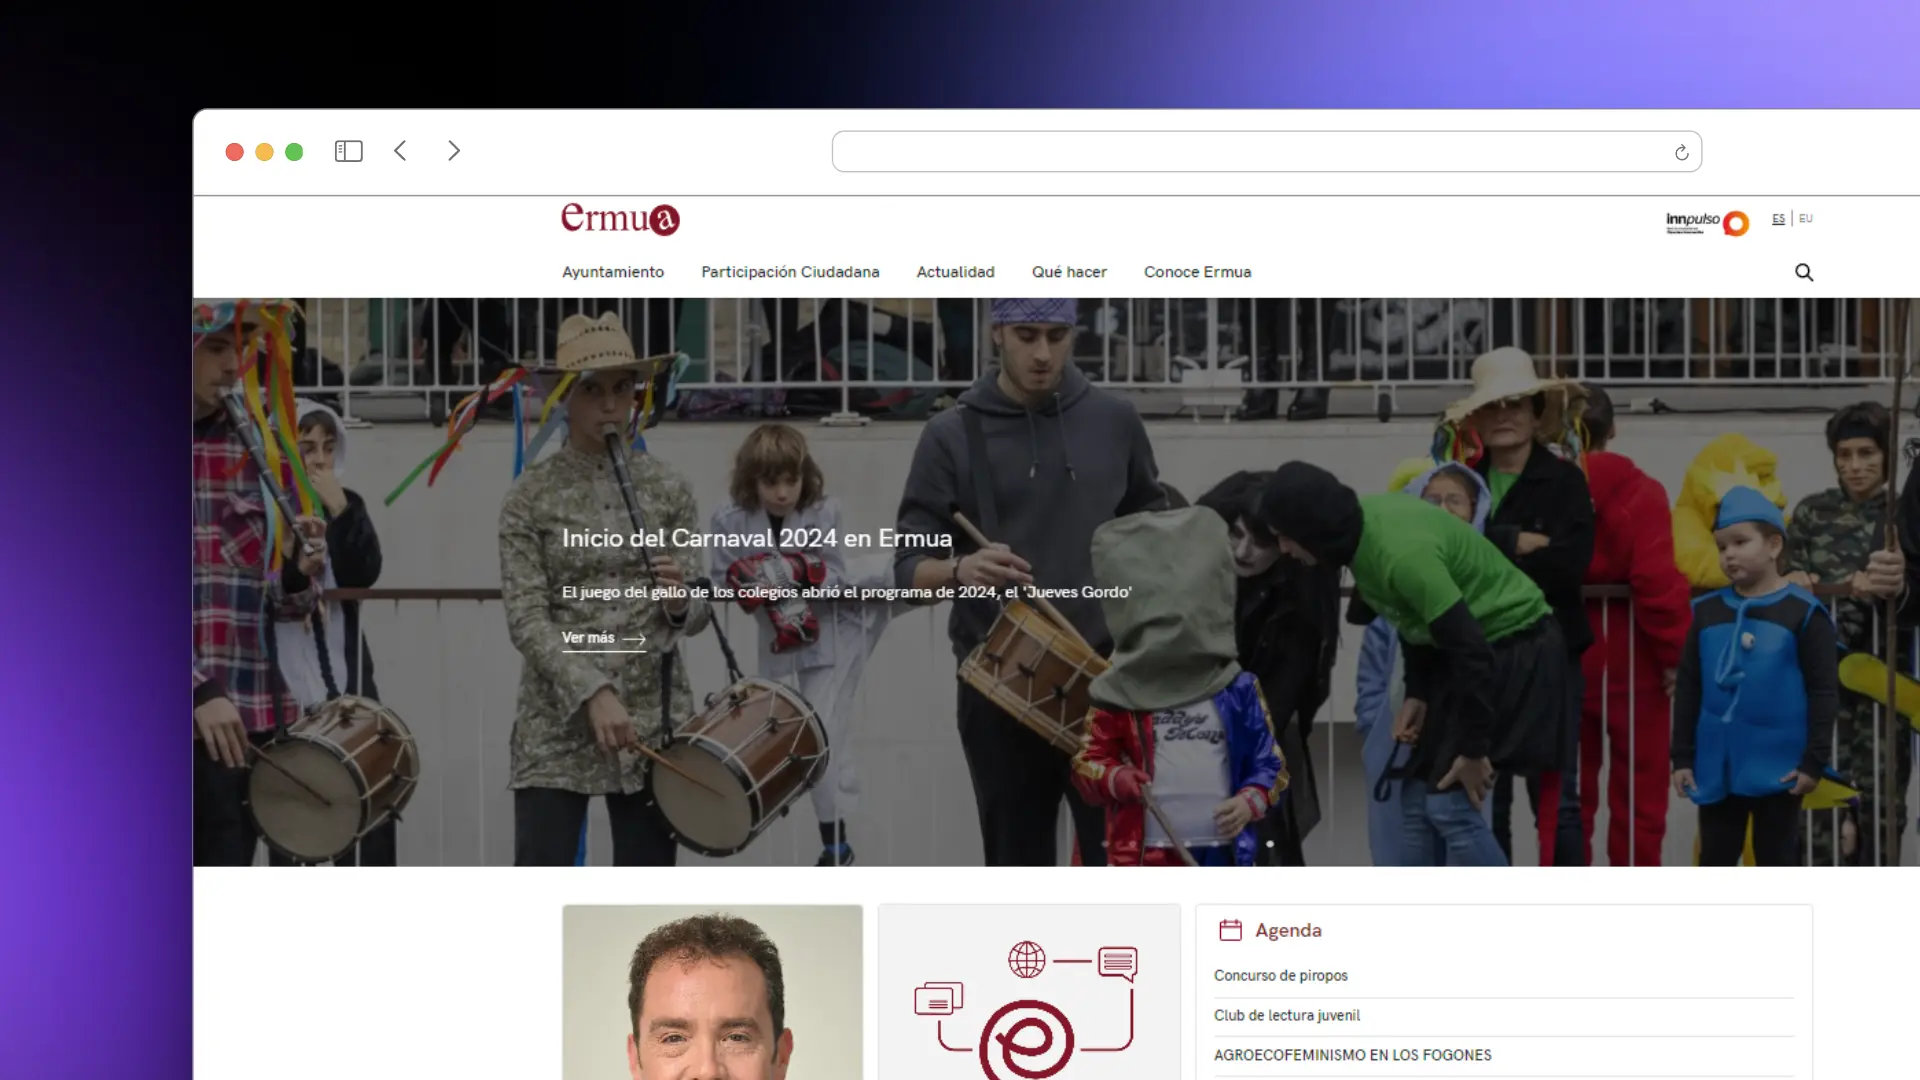 ermua
innpulso
ES | EU
Ayuntamiento Participación Ciudadana Actualidad Qué hacer Conoce Ermua
Inicio del Carnaval 2024 en Ermua
El juego del gallo de los colegios abrió el programa de 2024, el 'Jueves Gordo'
Ver más
Agenda
Concurso de piropos
Club de lectura juvenil
AGROECOFEMINISMO EN LOS FOGONES